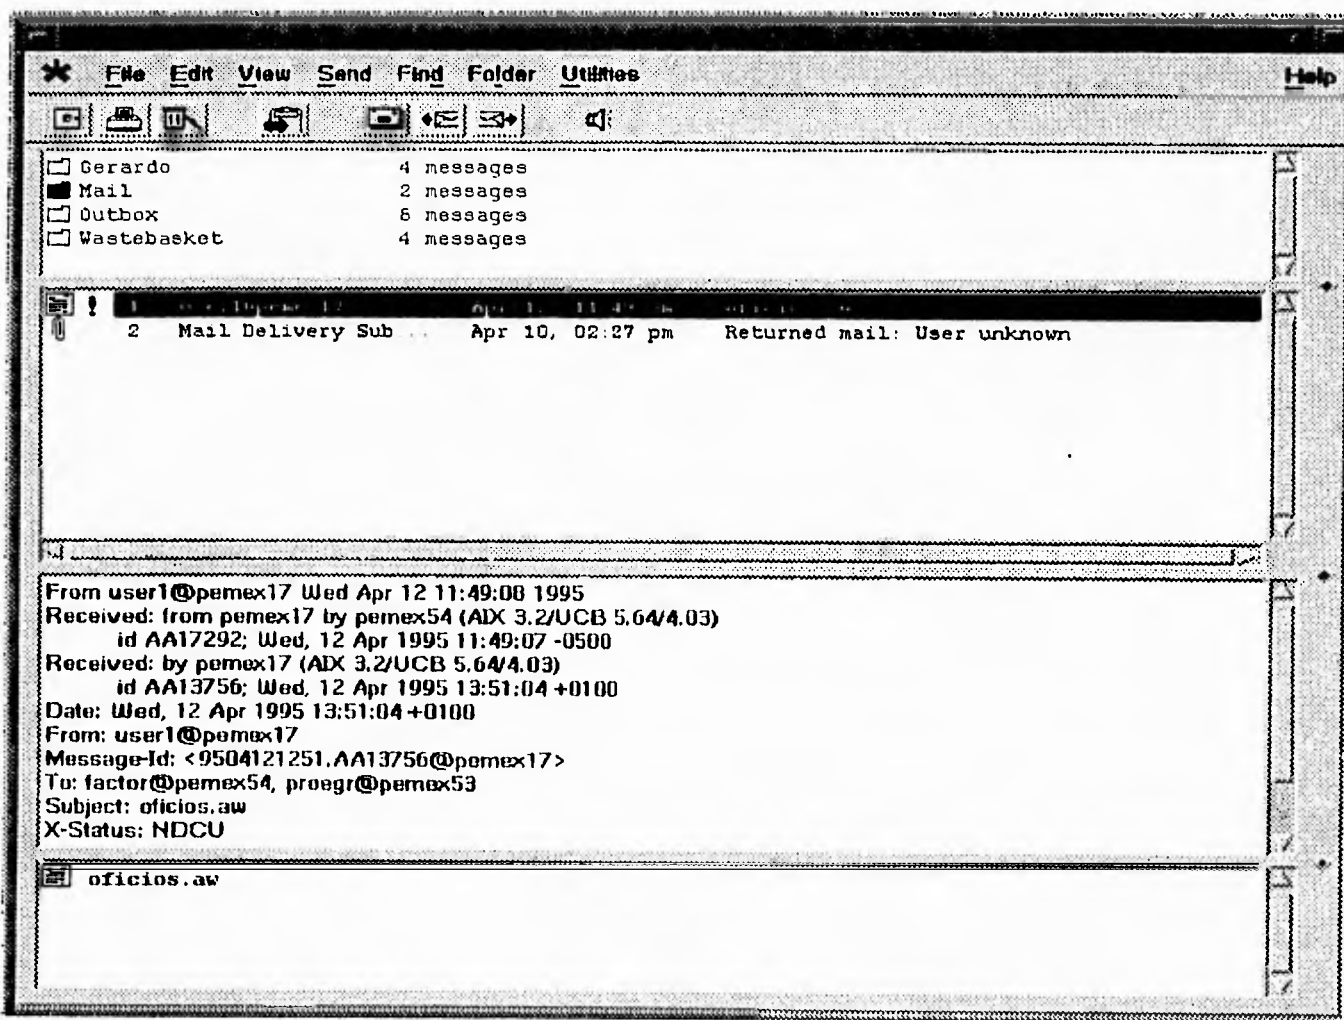 File Edit View Send Find Folder Utilities Help
Gerardo 4 messages
Mail 2 messages
Outbox 6 messages
Wastebasket 4 messages
1
2 Mail Delivery Sub... Apr 10, 02:27 pm Returned mail: User unknown
From user1@pemex17 Wed Apr 12 11:49:08 1995
Received: from pemex17 by pemex54 (AIX 3.2/UCB 5.64/4.03)
id AA17292; Wed, 12 Apr 1995 11:49:07 -0500
Received: by pemex17 (AIX 3.2/UCB 5.64/4.03)
id AA13756; Wed, 12 Apr 1995 13:51:04 +0100
Date: Wed, 12 Apr 1995 13:51:04 +0100
From: user1@pemex17
Message-Id: <9504121251.AA13756@pemex17>
To: factor@pemex54, proegr@pemex53
Subject: oficios.aw
X-Status: NDCU
oficios.aw